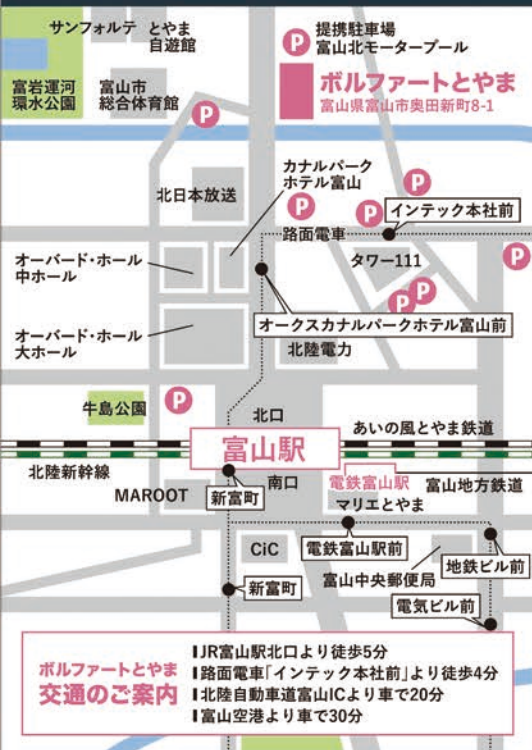 サンフォルテ
とやま
自遊館
P
提携駐車場
富山北モータープール
富岩運河
環水公園
富山市
総合体育館
ボルファートとやま
富山県富山市奥田新町8-1
P
カナルパーク
ホテル富山
北日本放送
P
P
P
インテック本社前
路面電車
P
オーバード・ホール
中ホール
タワー111
P
P
オークスカナルパークホテル富山前
オーバード・ホール
大ホール
北陸電力
牛島公園
P
北口
あいの風とやま鉄道
富山駅
北陸新幹線
南口
電鉄富山駅
富山地方鉄道
MAROOT
新富町
マリエとやま
CiC
電鉄富山駅前
地鉄ビル前
富山中央郵便局
新富町
電気ビル前
ボルファートとやま
交通のご案内
JR富山駅北口より徒歩5分
路面電車「インテック本社前」より徒歩4分
北陸自動車道富山ICより車で20分
富山空港より車で30分